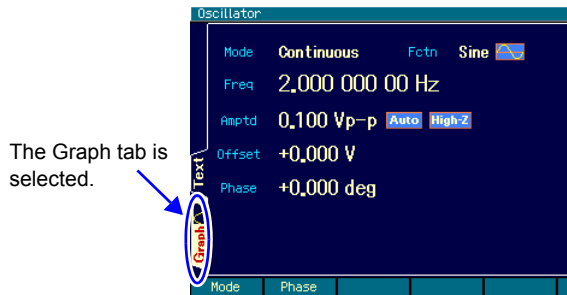 Oscillator
Mode Continuous Fctn Sine
Freq 2.000 000 00 Hz
Amptd 0.100 Vp-p Auto High-Z
Offset +0.000 V
Phase +0.000 deg
Text
Graph
The Graph tab is
selected.
Mode Phase